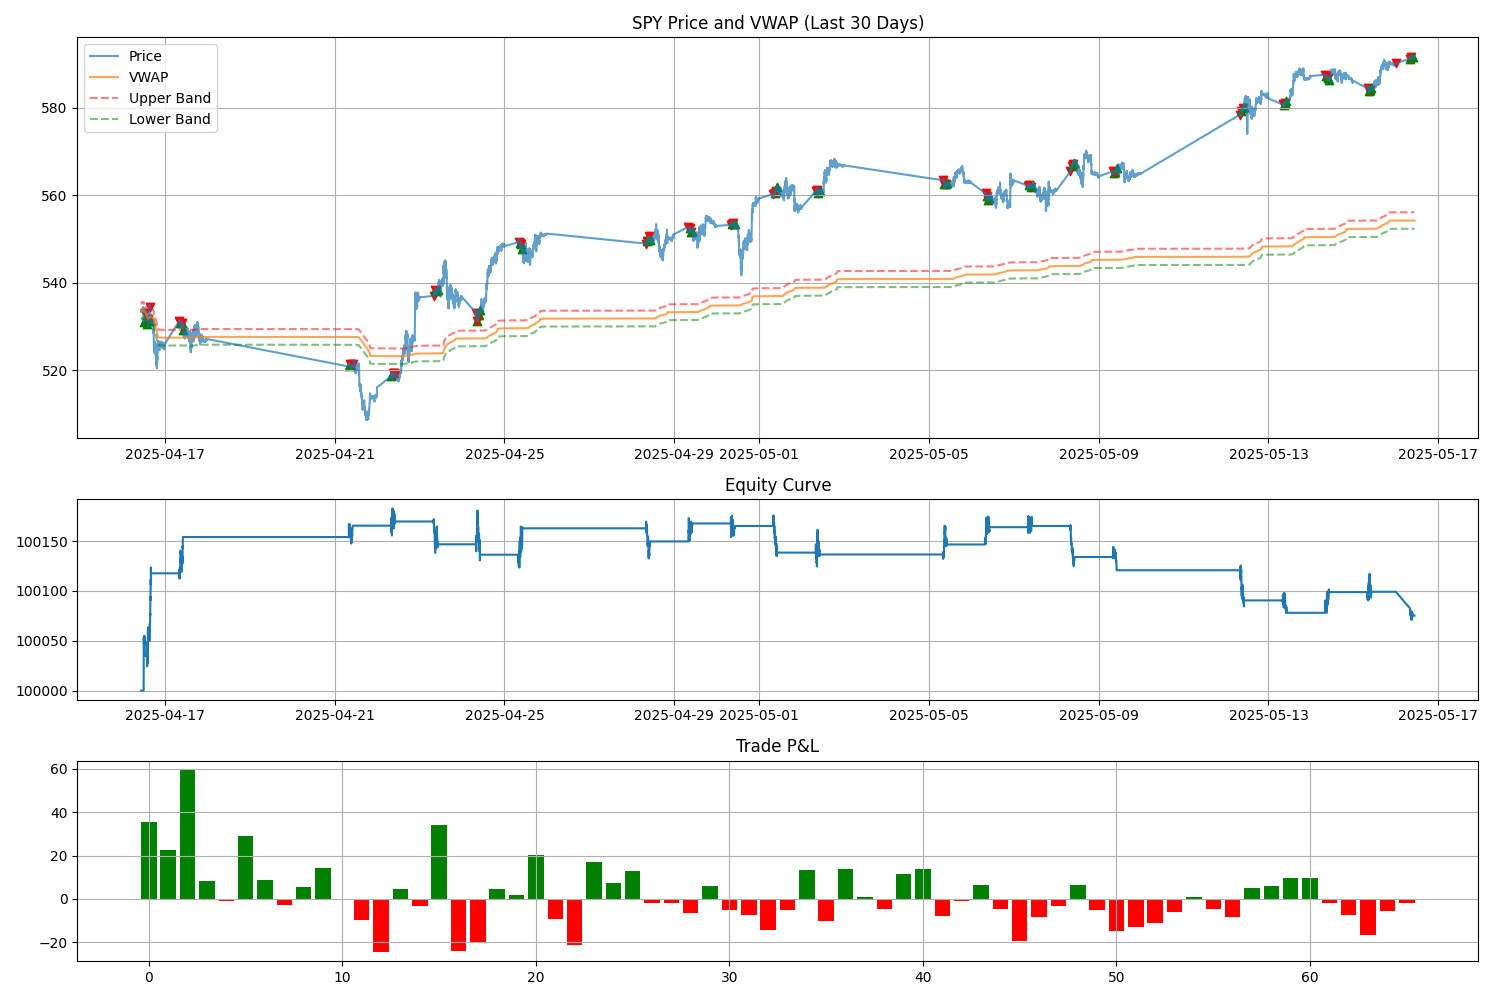 SPY Price and VWAP (Last 30 Days)
Price
VWAP
Upper Band
Lower Band
580
560
540
520
2025-04-17 2025-04-21 2025-04-25 2025-04-29 2025-05-01 2025-05-05 2025-05-09 2025-05-13 2025-05-17
Equity Curve
100150
100100
100050
100000
2025-04-17 2025-04-21 2025-04-25 2025-04-29 2025-05-01 2025-05-05 2025-05-09 2025-05-13 2025-05-17
Trade P&L
60
40
20
0
−20
0 10 20 30 40 50 60